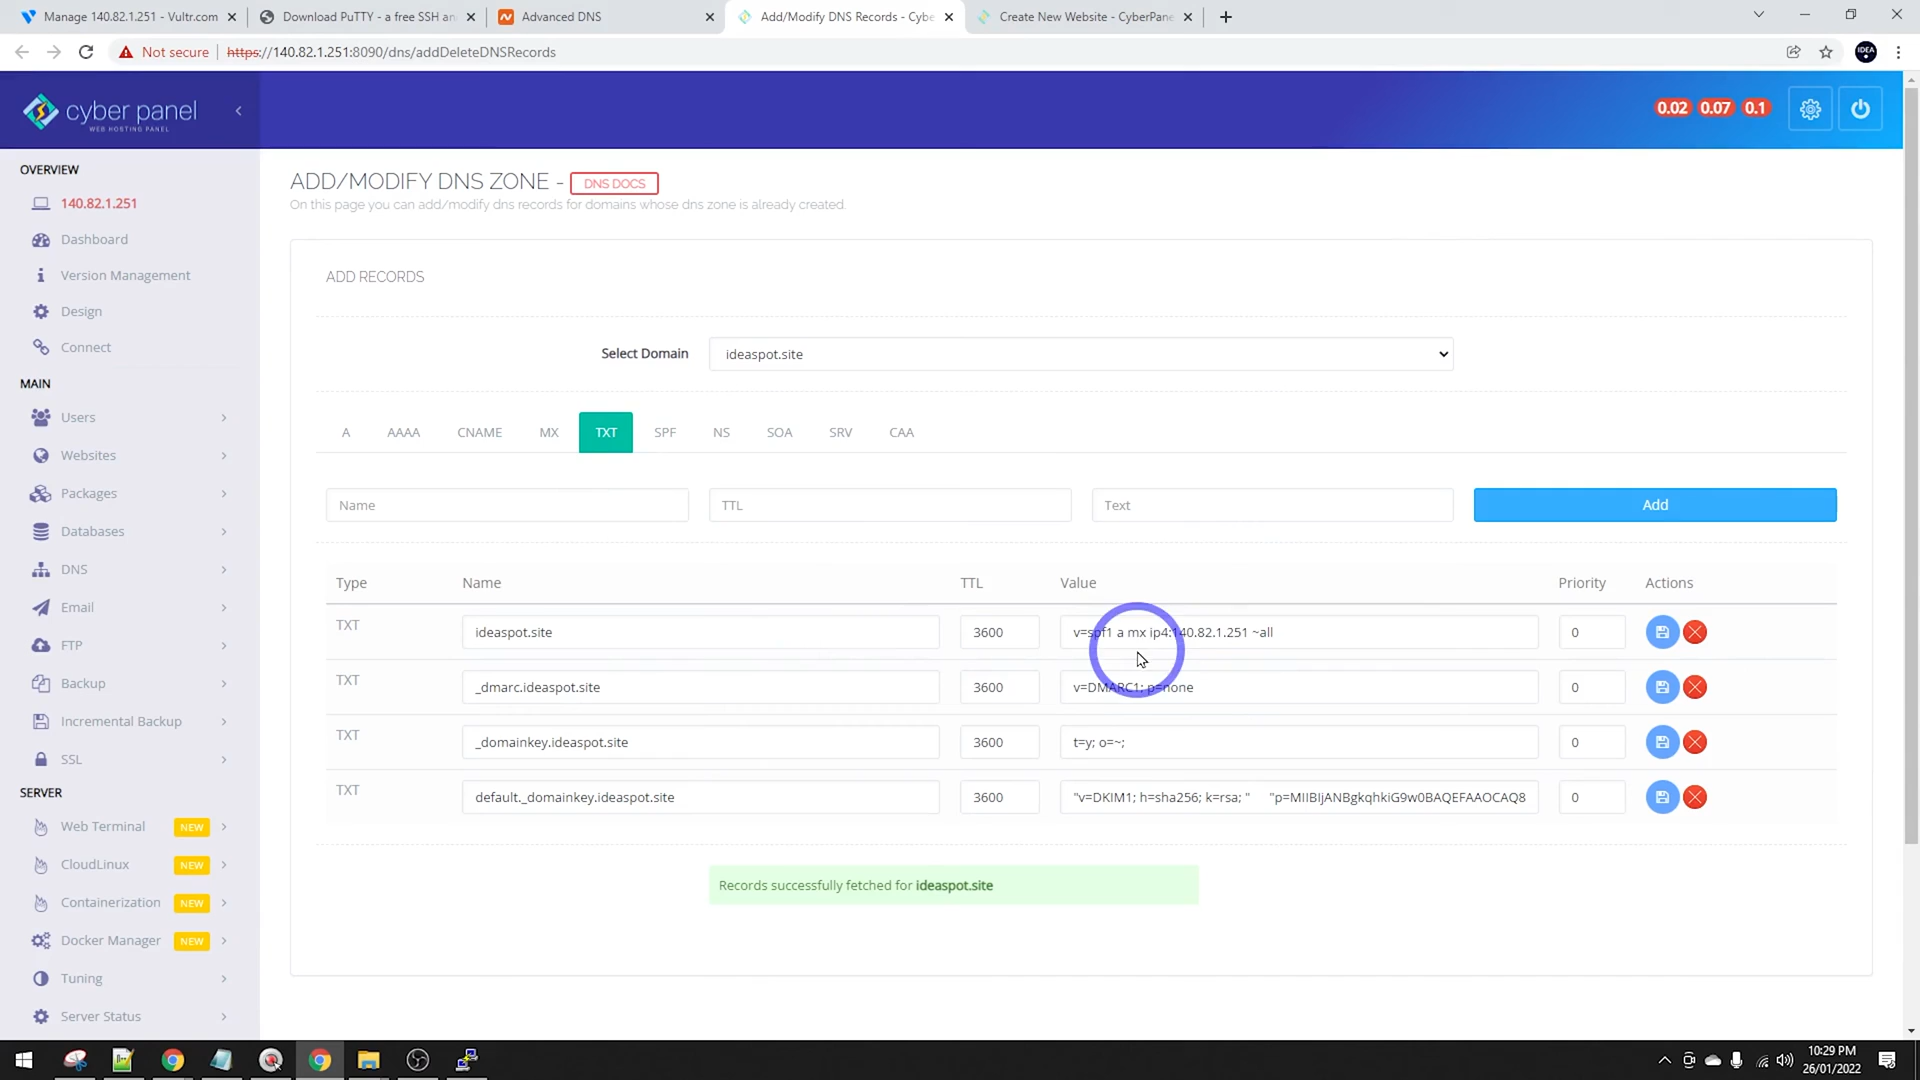 Manage 140.82.1.251 - Vultr.com
Download PuTTY - a free SSH an
Advanced DNS
Add/Modify DNS Records - Cybe
Create New Website - CyberPane
Not secure
https://140.82.1.251:8090/dns/addDeleteDNSRecords
IDEA
cyber panel
WEB HOSTING PANEL
0.02 0.07 0.1
OVERVIEW
140.82.1.251
Dashboard
Version Management
Design
Connect
MAIN
Users
Websites
Packages
Databases
DNS
Email
FTP
Backup
Incremental Backup
SSL
SERVER
Web Terminal NEW
CloudLinux NEW
Containerization NEW
Docker Manager NEW
Tuning
Server Status
ADD/MODIFY DNS ZONE - DNS DOCS
On this page you can add/modify dns records for domains whose dns zone is already created.
ADD RECORDS
Select Domain ideaspot.site
A AAAA CNAME MX TXT SPF NS SOA SRV CAA
Name TTL Text Add
Type Name TTL Value Priority Actions
TXT ideaspot.site 3600 v=spf1 a mx ip4:140.82.1.251 ~all 0
TXT _dmarc.ideaspot.site 3600 v=DMARC1; p=none 0
TXT _domainkey.ideaspot.site 3600 t=y; o=~; 0
TXT default._domainkey.ideaspot.site 3600 "v=DKIM1; h=sha256; k=rsa; " "p=MIIBIjANBgkqhkiG9w0BAQEFAAOCAQ8 0
Records successfully fetched for ideaspot.site
10:29 PM
26/01/2022